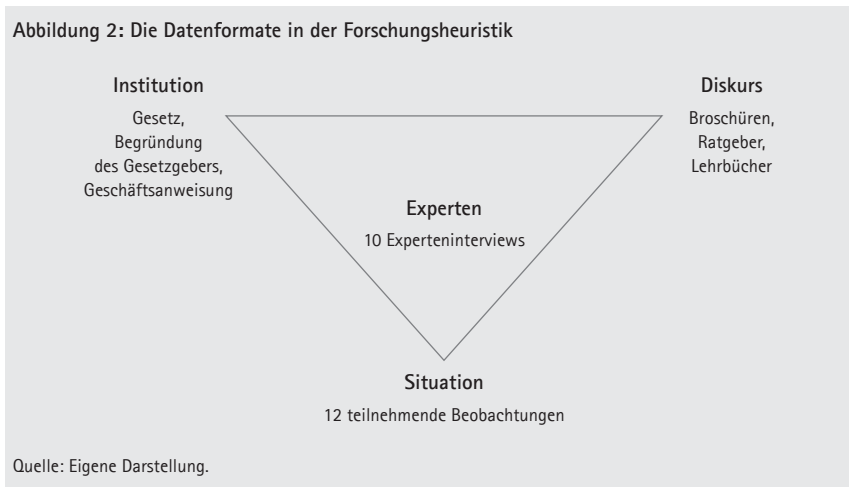 Abbildung 2: Die Datenformate in der Forschungsheuristik
Institution
Gesetz,
Begründung
des Gesetzgebers,
Geschäftsanweisung
Diskurs
Broschüren,
Ratgeber,
Lehrbücher
Experten
10 Experteninterviews
Situation
12 teilnehmende Beobachtungen
Quelle: Eigene Darstellung.